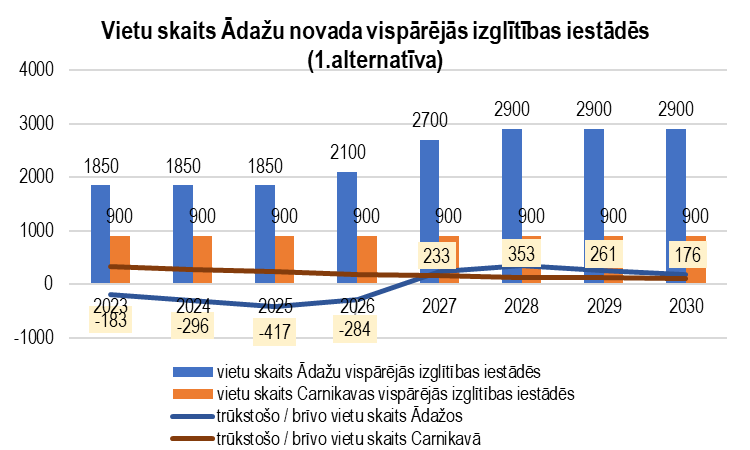 Vietu skaits Ādažu novada vispārējās izglītības iestādēs
(1.alternatīva)
4000
3000
2000
1000
0
-1000
1850 1850 1850 2100 2700 2900 2900 2900
900 900 900 900 900 900 900 900
233 353 261 176
2023 2024 2025 2026 2027 2028 2029 2030
-183 -296 -417 -284
vietu skaits Ādažu vispārējās izglītības iestādēs
vietu skaits Carnikavas vispārējās izglītības iestādēs
trūkstošo / brīvo vietu skaits Ādažos
trūkstošo / brīvo vietu skaits Carnikavā